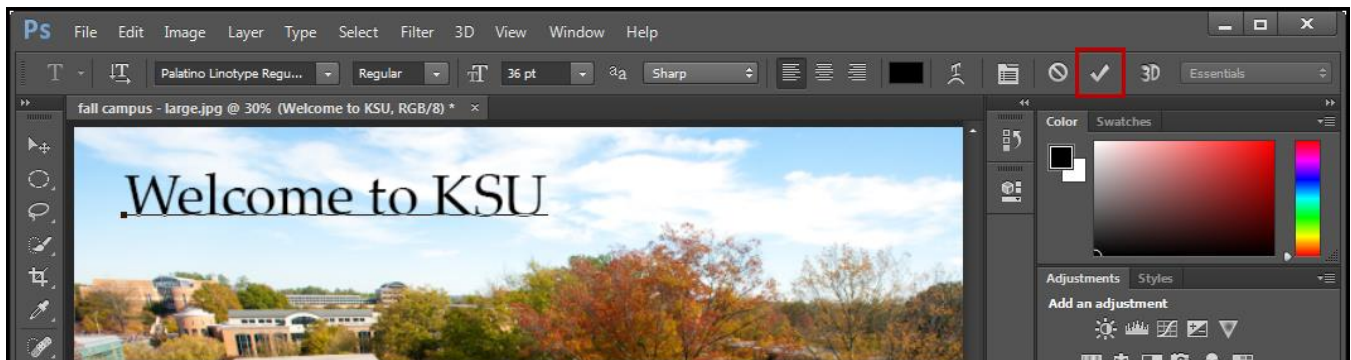 Ps File Edit Image Layer Type Select Filter 3D View Window Help
T Palatino Linotype Regu... Regular 36 pt aa Sharp 3D Essentials
fall campus - large.jpg @ 30% (Welcome to KSU, RGB/8) * ×
Color Swatches
Welcome to KSU
Adjustments Styles
Add an adjustment